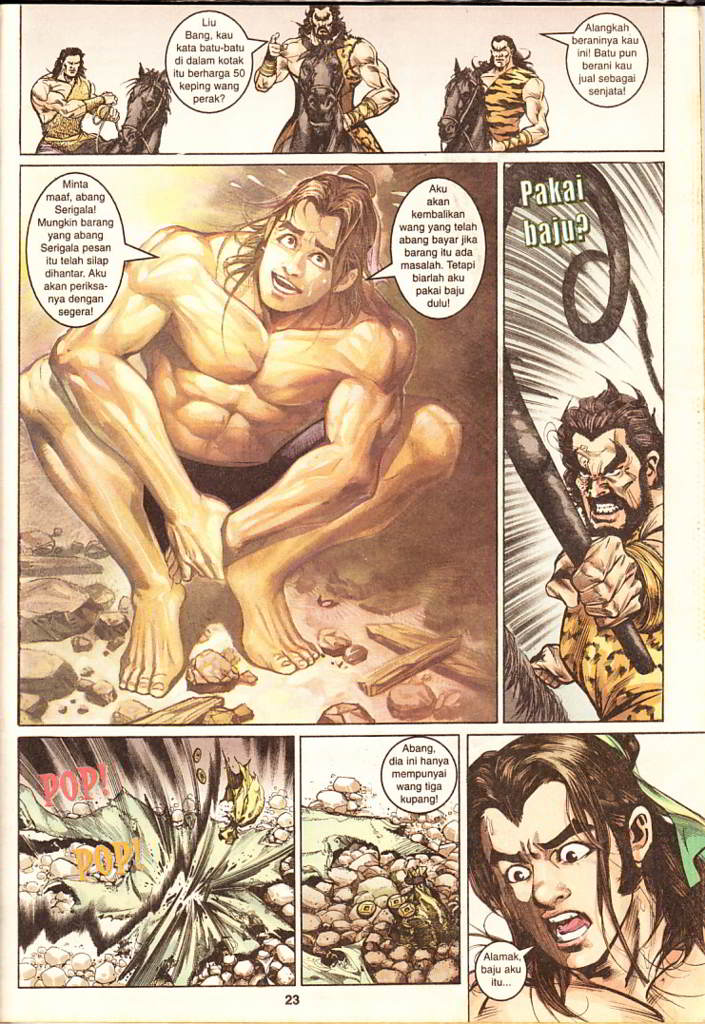 Liu
Bang, kau
kata batu-batu
di dalam kotak
itu berharga 50
keping wang
perak?
Alangkah
beraninya kau
ini! Batu pun
berani kau
jual sebagai
senjata!
Minta
maaf, abang
Serigala!
Mungkin barang
yang abang
Serigala pesan
itu telah silap
dihantar. Aku
akan periksa-
nya dengan
segera!
Aku
akan
kembalikan
wang yang telah
abang bayar jika
barang itu ada
masalah. Tetapi
biarlah aku
pakai baju
dulu!
Pakai
baju?
POP!
POP!
Abang,
dia ini hanya
mempunyai
wang tiga
kupang!
Alamak,
baju aku
itu...
23